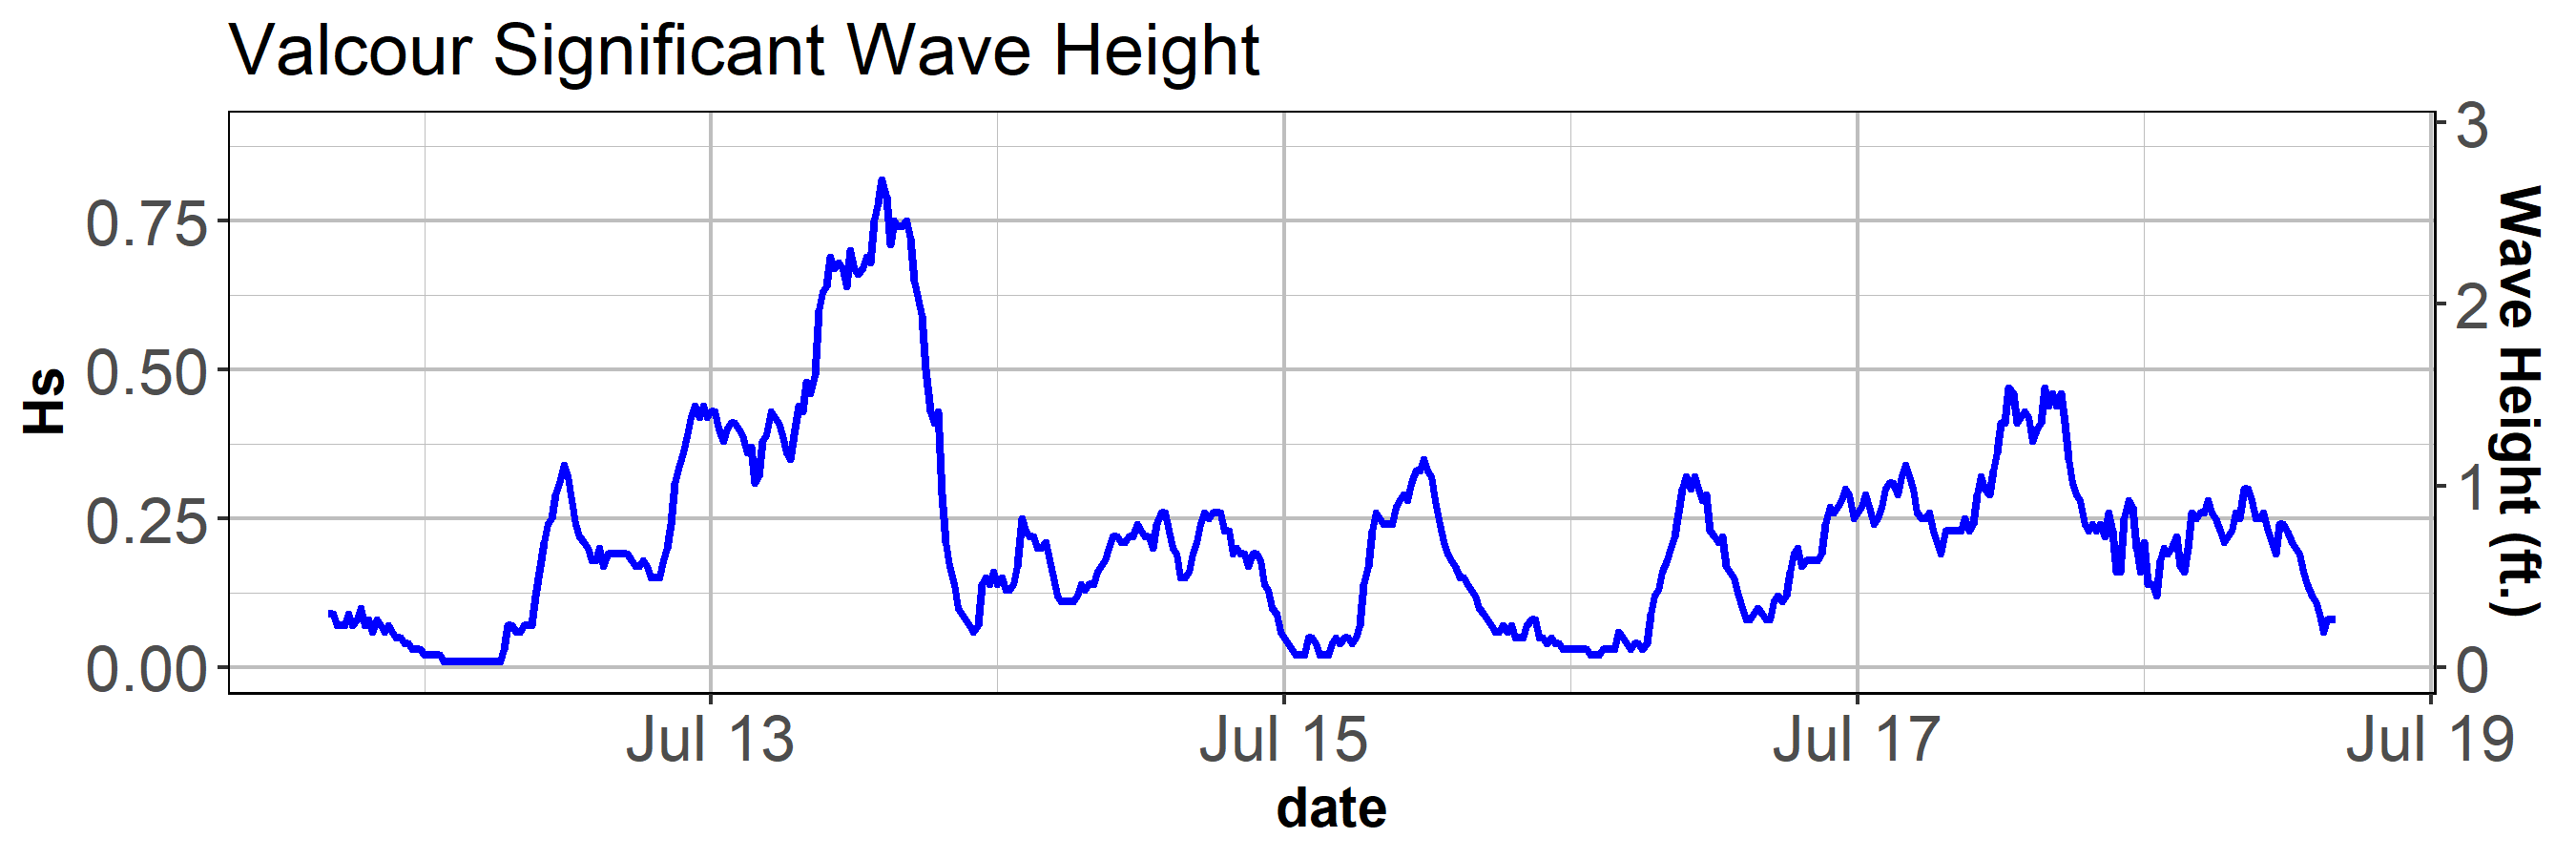 Valcour Significant Wave Height
Hs
0.75
0.50
0.25
0.00
3
2
1
0
Wave Height (ft.)
Jul 13
Jul 15
Jul 17
Jul 19
date